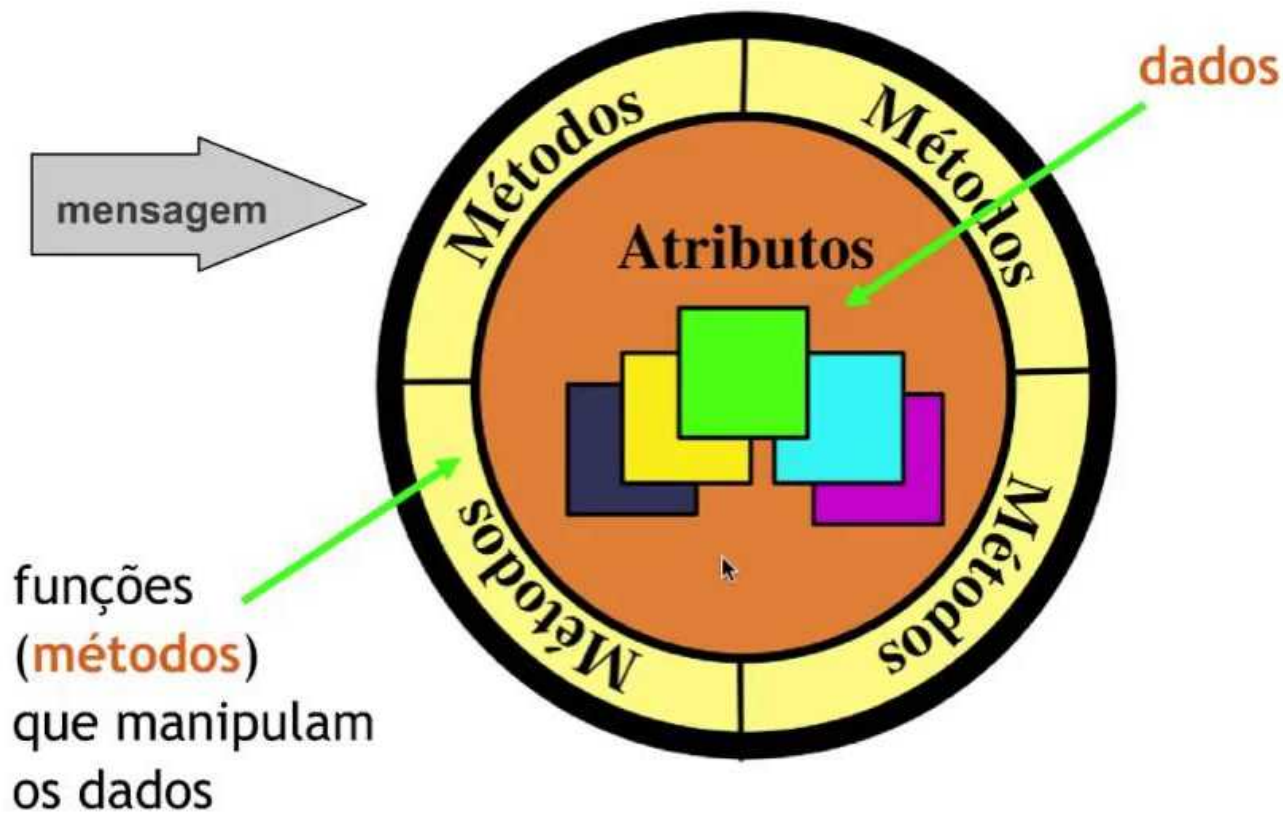 dados
mensagem
Métodos
Métodos
Atributos
Métodos
Métodos
funções
(métodos)
que manipulam
os dados